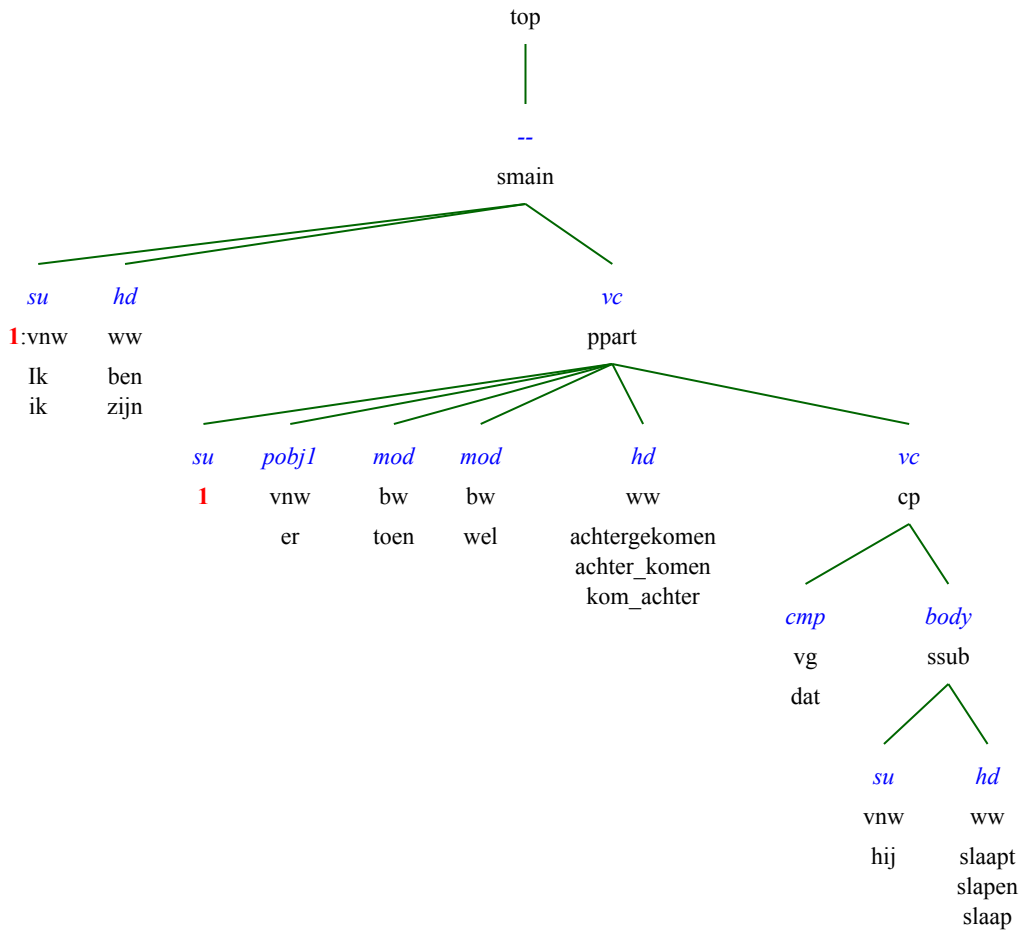 top
--
smain
su hd vc
1:vnw ww ppart
Ik ben
ik zijn
su pobj1 mod mod hd vc
1 vnw bw bw ww cp
er toen wel achtergekomen
achter_komen
kom_achter
cmp body
vg ssub
dat
su hd
vnw ww
hij slaapt
slapen
slaap